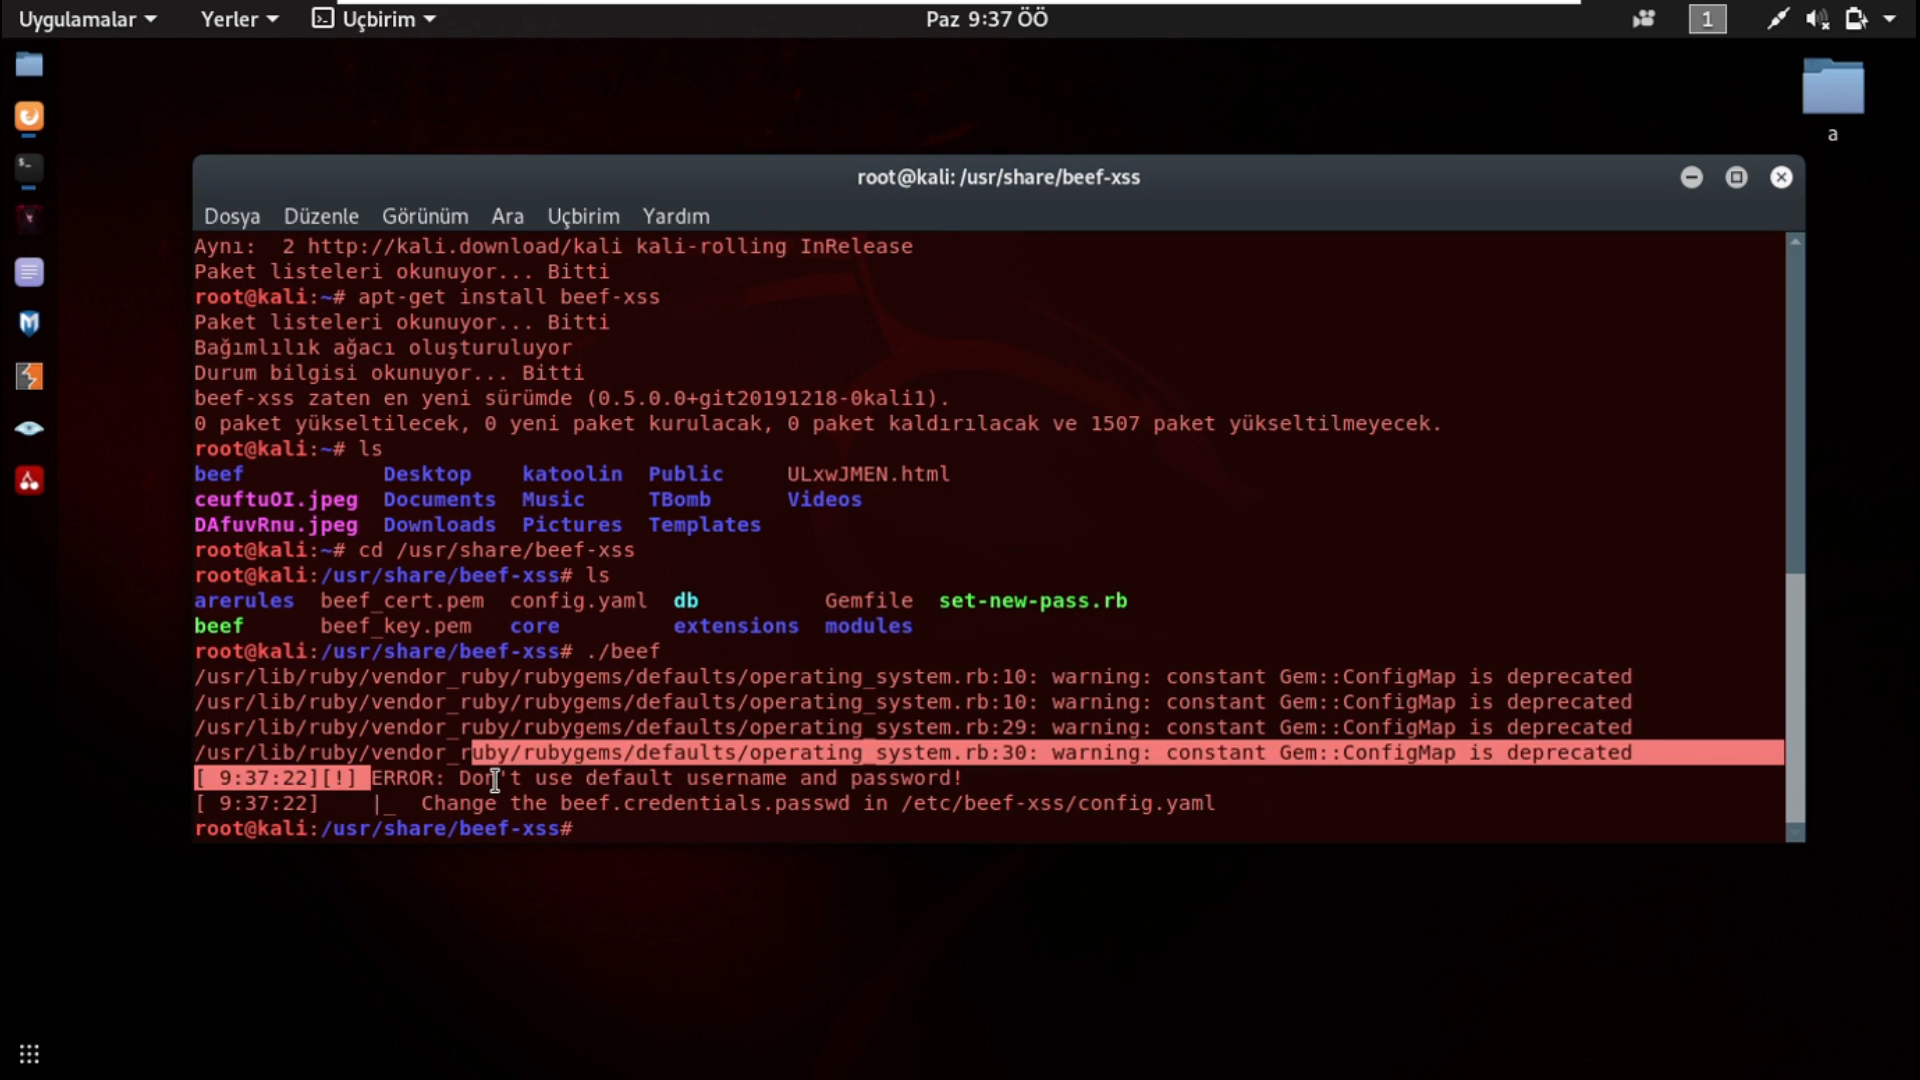 Uygulamalar Yerler Uçbirim Paz 9:37 ÖÖ 1
a
root@kali: /usr/share/beef-xss
Dosya Düzenle Görünüm Ara Uçbirim Yardım
Aynı:  2 http://kali.download/kali kali-rolling InRelease
Paket listeleri okunuyor... Bitti
root@kali:~# apt-get install beef-xss
Paket listeleri okunuyor... Bitti
Bağımlılık ağacı oluşturuluyor
Durum bilgisi okunuyor... Bitti
beef-xss zaten en yeni sürümde (0.5.0.0+git20191218-0kali1).
0 paket yükseltilecek, 0 yeni paket kurulacak, 0 paket kaldırılacak ve 1507 paket yükseltilmeyecek.
root@kali:~# ls
beef           Desktop    katoolin  Public     ULxwJMEN.html
ceuftuOI.jpeg  Documents  Music     TBomb      Videos
DAfuvRnu.jpeg  Downloads  Pictures  Templates
root@kali:~# cd /usr/share/beef-xss
root@kali:/usr/share/beef-xss# ls
arerules  beef_cert.pem  config.yaml  db          Gemfile  set-new-pass.rb
beef      beef_key.pem   core         extensions  modules
root@kali:/usr/share/beef-xss# ./beef
/usr/lib/ruby/vendor_ruby/rubygems/defaults/operating_system.rb:10: warning: constant Gem::ConfigMap is deprecated
/usr/lib/ruby/vendor_ruby/rubygems/defaults/operating_system.rb:10: warning: constant Gem::ConfigMap is deprecated
/usr/lib/ruby/vendor_ruby/rubygems/defaults/operating_system.rb:29: warning: constant Gem::ConfigMap is deprecated
/usr/lib/ruby/vendor_ruby/rubygems/defaults/operating_system.rb:30: warning: constant Gem::ConfigMap is deprecated
[ 9:37:22][!] ERROR: Don't use default username and password!
[ 9:37:22]    |_  Change the beef.credentials.passwd in /etc/beef-xss/config.yaml
root@kali:/usr/share/beef-xss#